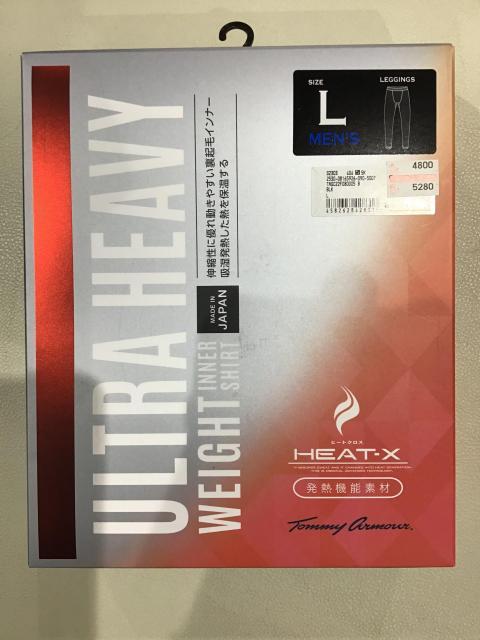 SIZE
L
MEN'S
LEGGINGS
4800
5280
BLK
L
ULTRA HEAVY
WEIGHT
INNER
SHIRT
MADE IN
JAPAN
伸縮性に優れ動きやすい裏起毛インナー
吸湿発熱した熱を保温する
ヒートクロス
HEAT-X
発熱機能素材
Tommy Armour.